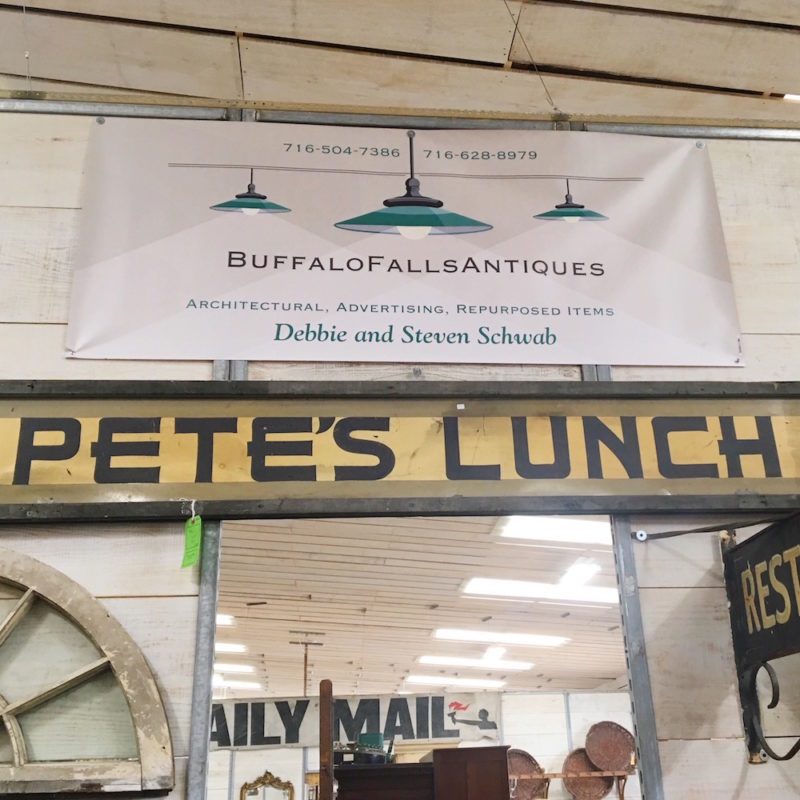 716-504-7386 716-628-8979
BuffaloFallsAntiques
Architectural, Advertising, Repurposed Items
Debbie and Steven Schwab
PETE'S LUNCH
REST
AILY MAIL